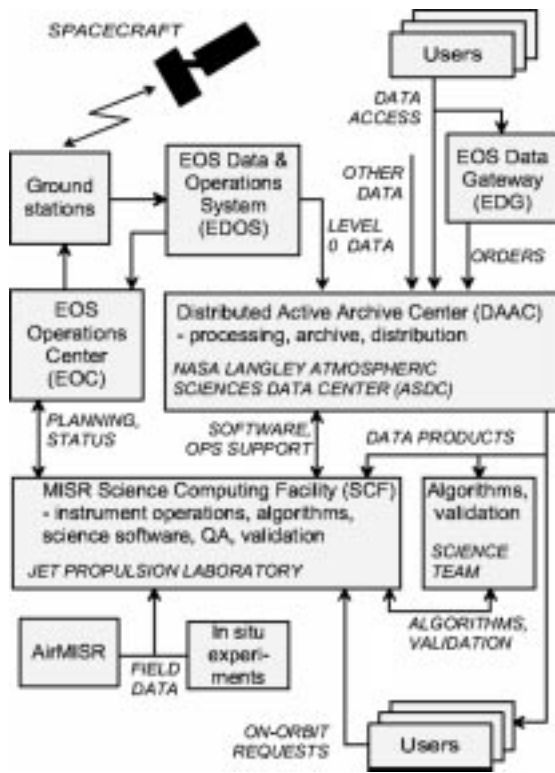 SPACECRAFT
Users
DATA
ACCESS
Ground
stations
EOS Data &
Operations
System
(EDOS)
OTHER
DATA
EOS Data
Gateway
(EDG)
LEVEL
0 DATA
ORDERS
EOS
Operations
Center
(EOC)
Distributed Active Archive Center (DAAC)
- processing, archive, distribution
NASA LANGLEY ATMOSPHERIC
SCIENCES DATA CENTER (ASDC)
PLANNING,
STATUS
SOFTWARE,
OPS SUPPORT
DATA PRODUCTS
MISR Science Computing Facility (SCF)
- instrument operations, algorithms,
science software, QA, validation
JET PROPULSION LABORATORY
Algorithms,
validation
SCIENCE
TEAM
AirMISR
FIELD
DATA
In situ
experi-
ments
ALGORITHMS,
VALIDATION
ON-ORBIT
REQUESTS
Users